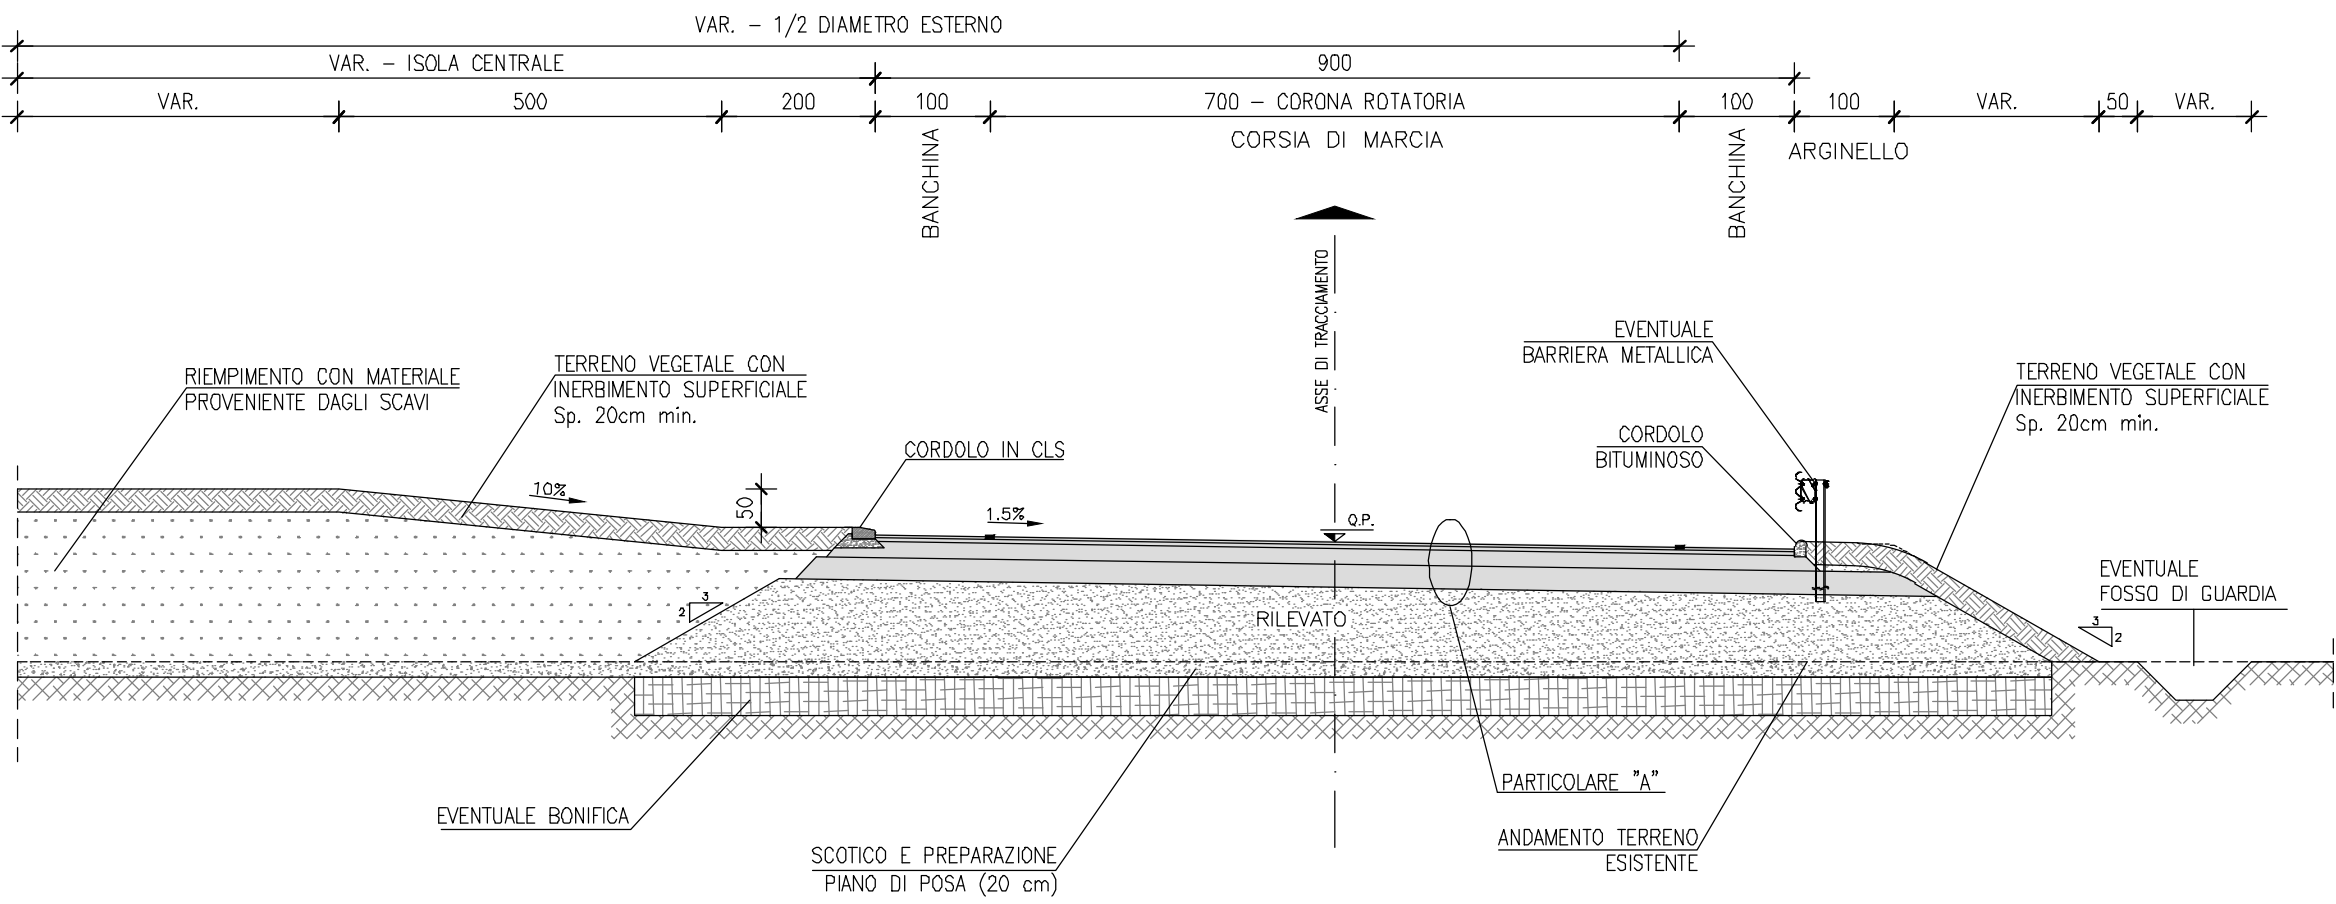 VAR. - 1/2 DIAMETRO ESTERNO
VAR. - ISOLA CENTRALE
900
VAR.
500
200
100
700 - CORONA ROTATORIA
100
100
VAR.
50
VAR.
BANCHINA
CORSIA DI MARCIA
BANCHINA
ARGINELLO
ASSE DI TRACCIAMENTO
EVENTUALE
BARRIERA METALLICA
RIEMPIMENTO CON MATERIALE
PROVENIENTE DAGLI SCAVI
TERRENO VEGETALE CON
INERBIMENTO SUPERFICIALE
Sp. 20cm min.
TERRENO VEGETALE CON
INERBIMENTO SUPERFICIALE
Sp. 20cm min.
CORDOLO IN CLS
CORDOLO
BITUMINOSO
10%
50
1.5%
Q.P.
EVENTUALE
FOSSO DI GUARDIA
3
2
RILEVATO
3
2
PARTICOLARE "A"
EVENTUALE BONIFICA
SCOTICO E PREPARAZIONE
PIANO DI POSA (20 cm)
ANDAMENTO TERRENO
ESISTENTE